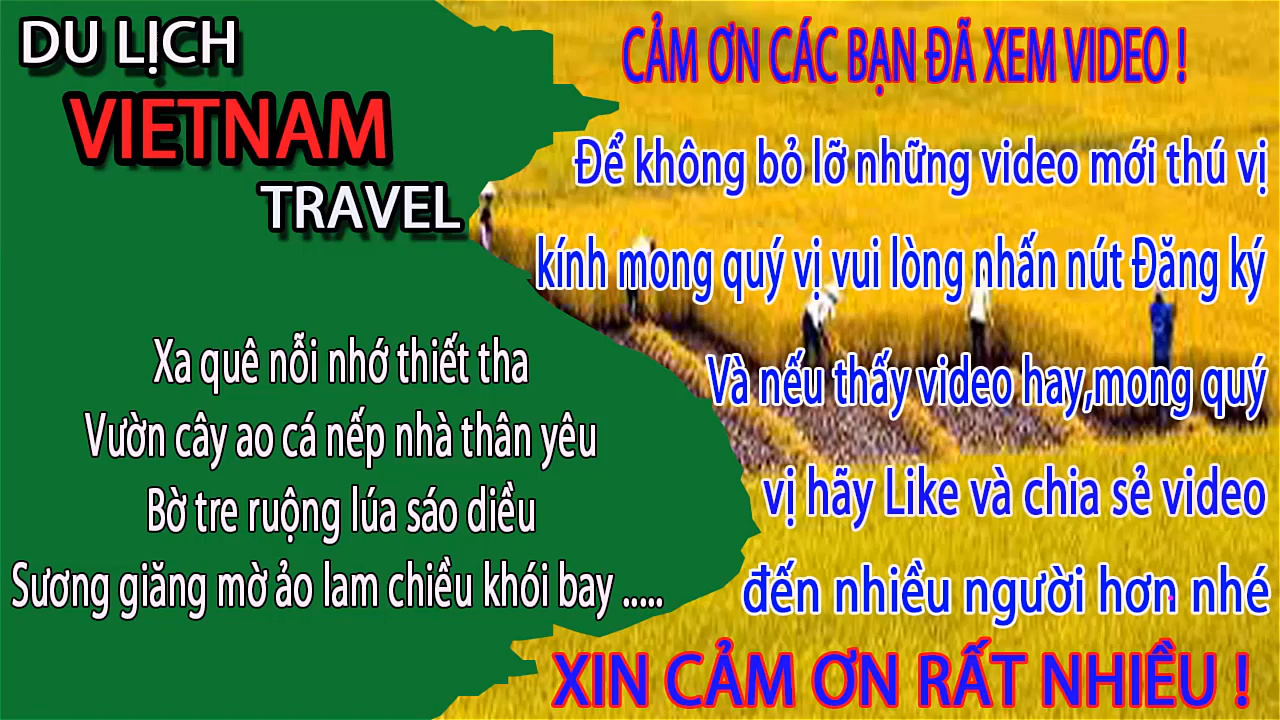 DU LỊCH
VIETNAM
TRAVEL
Xa quê nỗi nhớ thiết tha
Vườn cây ao cá nếp nhà thân yêu
Bờ tre ruộng lúa sáo diều
Sương giăng mờ ảo lam chiều khói bay .....
CẢM ƠN CÁC BẠN ĐÃ XEM VIDEO !
Để không bỏ lỡ những video mới thú vị
kính mong quý vị vui lòng nhấn nút Đăng ký
Và nếu thấy video hay,mong quý
vị hãy Like và chia sẻ video
đến nhiều người hơn nhé
XIN CẢM ƠN RẤT NHIỀU !